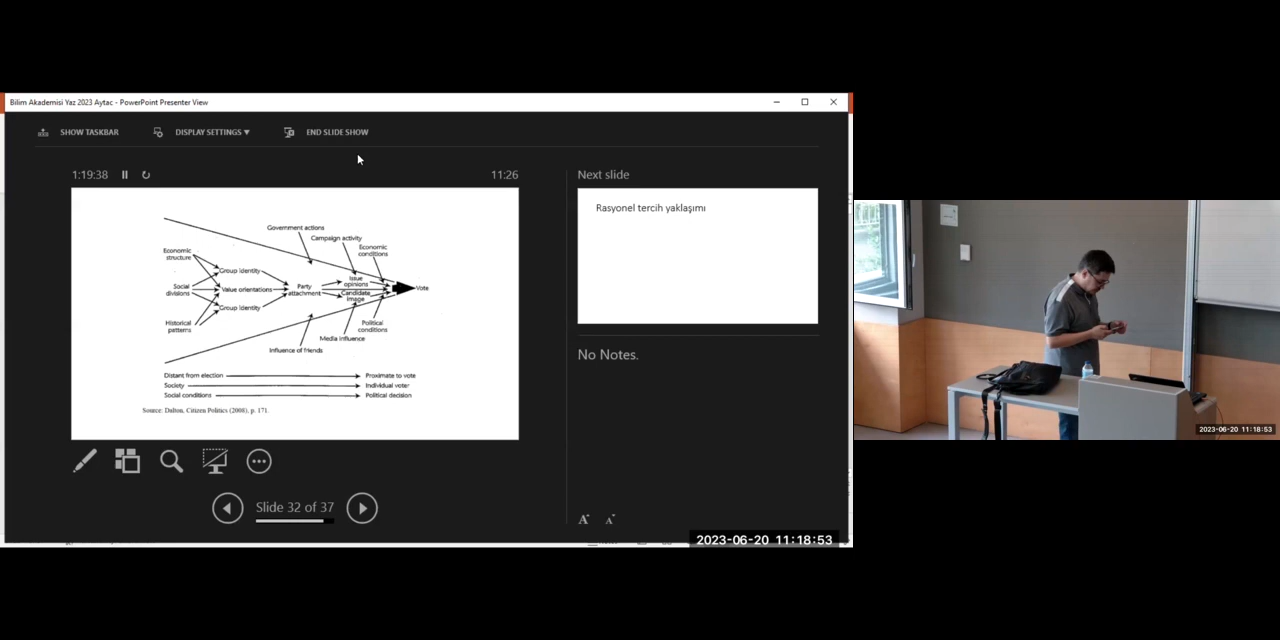 Bilim Akademisi Yaz 2023 Aytac - PowerPoint Presenter View
SHOW TASKBAR
DISPLAY SETTINGS ▼
END SLIDE SHOW
1:19:38
11:26
Government actions
Campaign activity
Economic
conditions
Economic
structure
Group identity
Issue
opinions
Social
divisions
Value orientations
Party
attachment
Candidate
image
Vote
Group identity
Historical
patterns
Political
conditions
Media influence
Influence of friends
Distant from election
Proximate to vote
Society
Individual voter
Social conditions
Political decision
Source: Dalton, Citizen Politics (2008), p. 171.
Slide 32 of 37
Next slide
Rasyonel tercih yaklaşımı
No Notes.
A A
2023-06-20 11:18:53
2023-06-20 11:18:53